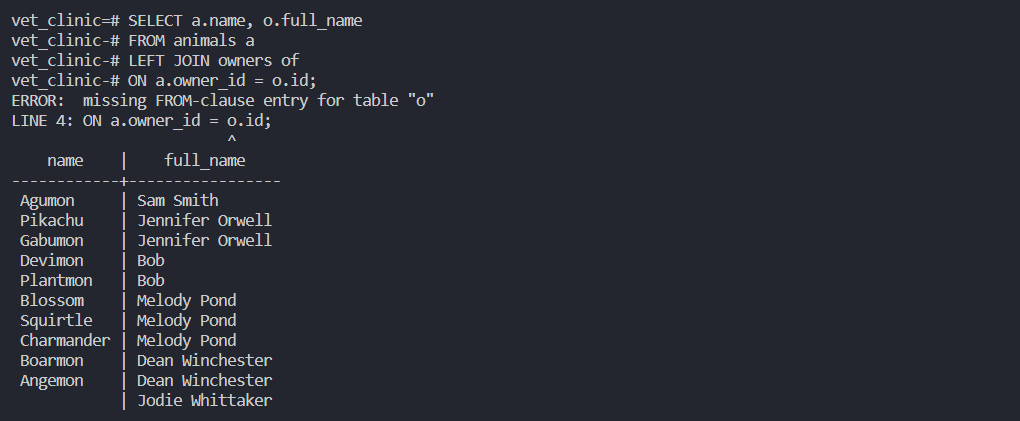 vet_clinic=# SELECT a.name, o.full_name
vet_clinic-# FROM animals a
vet_clinic-# LEFT JOIN owners of
vet_clinic-# ON a.owner_id = o.id;
ERROR:  missing FROM-clause entry for table "o"
LINE 4: ON a.owner_id = o.id;
                        ^
    name    |    full_name
------------+-----------------
 Agumon     | Sam Smith
 Pikachu    | Jennifer Orwell
 Gabumon    | Jennifer Orwell
 Devimon    | Bob
 Plantmon   | Bob
 Blossom    | Melody Pond
 Squirtle   | Melody Pond
 Charmander | Melody Pond
 Boarmon    | Dean Winchester
 Angemon    | Dean Winchester
            | Jodie Whittaker